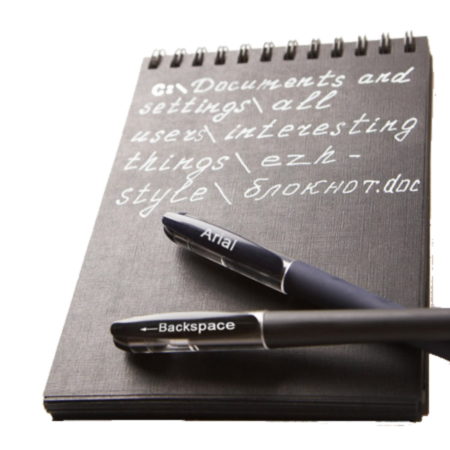 C:\Documents and
settings\ all
users\ interesting
things\ ezh-
style\ блокнот.doc
Arial
←Backspace